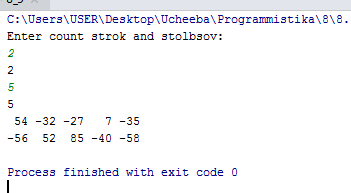 C:\Users\USER\Desktop\Ucheeba\Programmistika\8\8.
Enter count strok and stolbsov:
2
2
5
5
54 -32 -27 7 -35
-56 52 85 -40 -58
Process finished with exit code 0